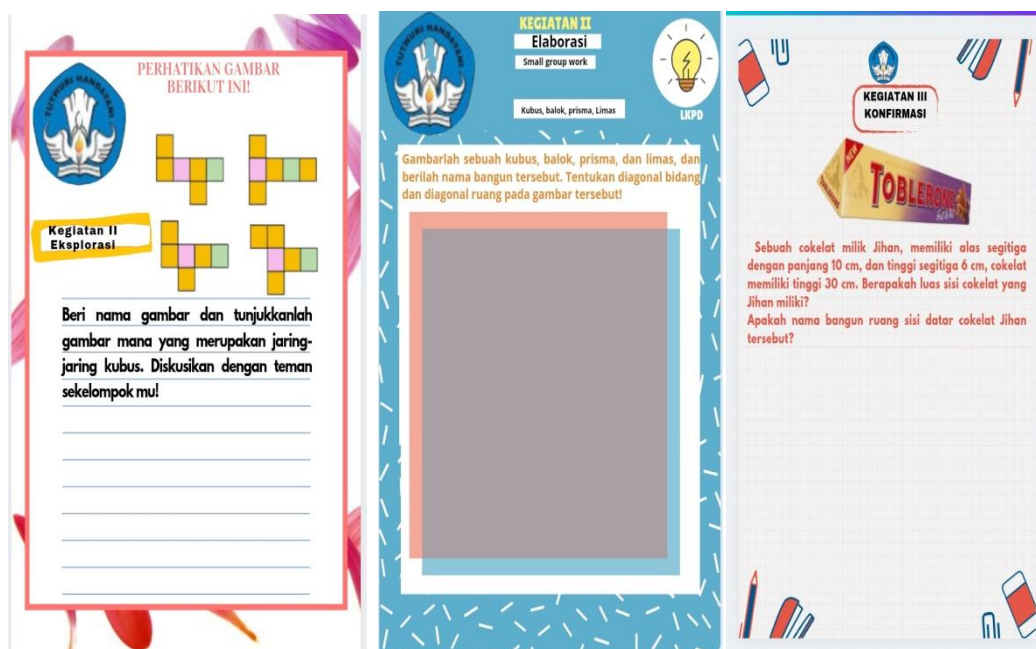 PERHATIKAN GAMBAR
BERIKUT INI!
TUT WURI HANDAYANI
Kegiatan II
Eksplorasi
Beri nama gambar dan tunjukkanlah
gambar mana yang merupakan jaring-
jaring kubus. Diskusikan dengan teman
sekelompok mu!
KEGIATAN II
Elaborasi
Small group work
Kubus, balok, prisma, Limas
TUT WURI HANDAYANI
LKPD
Gambarlah sebuah kubus, balok, prisma, dan limas, dan
berilah nama bangun tersebut. Tentukan diagonal bidang
dan diagonal ruang pada gambar tersebut!
KEGIATAN III
KONFIRMASI
NEW
TOBLERONE
Sebuah cokelat milik Jihan, memiliki alas segitiga
dengan panjang 10 cm, dan tinggi segitiga 6 cm, cokelat
memiliki tinggi 30 cm. Berapakah luas sisi cokelat yang
Jihan miliki?
Apakah nama bangun ruang sisi datar cokelat Jihan
tersebut?